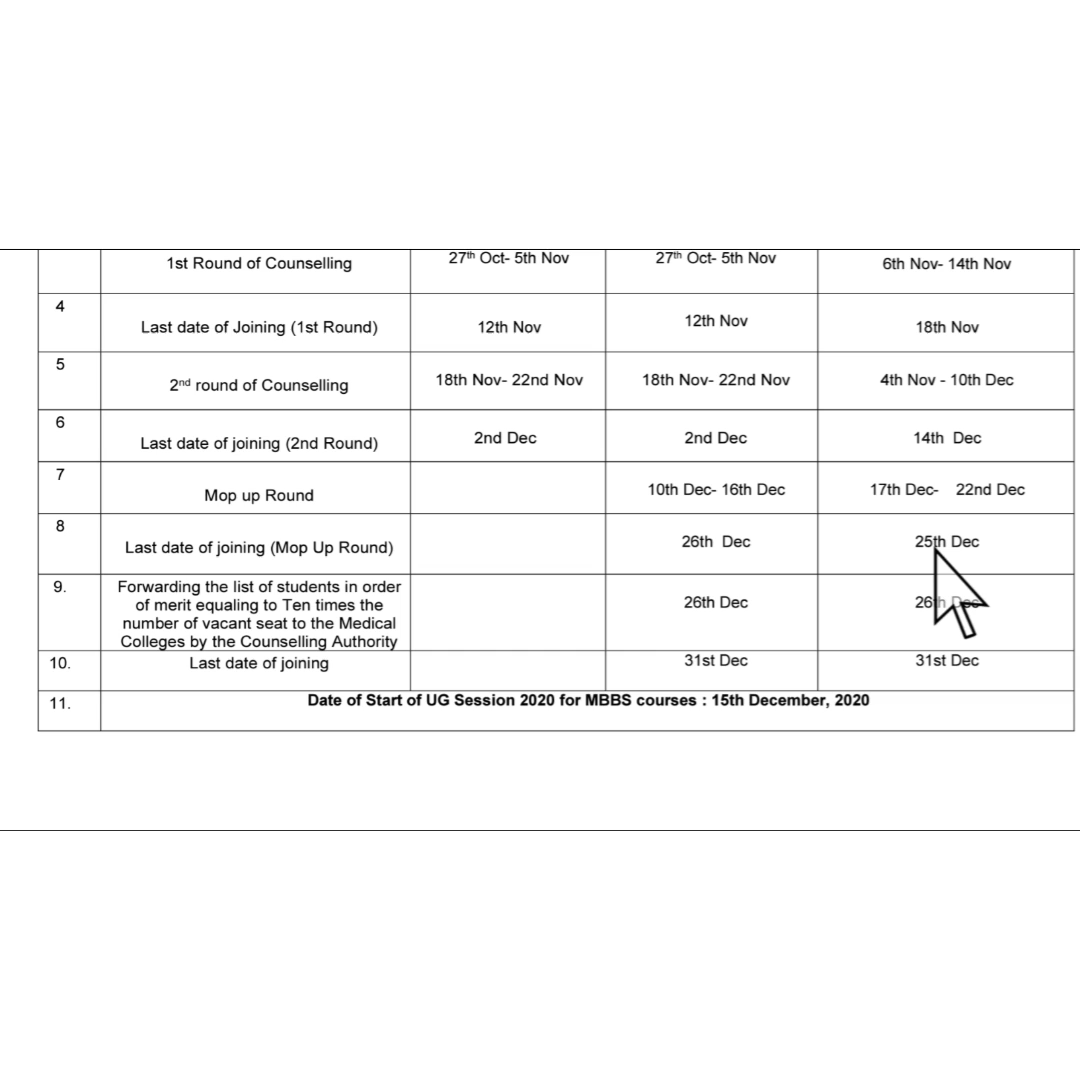 1st Round of Counselling 27th Oct- 5th Nov 27th Oct- 5th Nov 6th Nov- 14th Nov
4 Last date of Joining (1st Round) 12th Nov 12th Nov 18th Nov
5 2nd round of Counselling 18th Nov- 22nd Nov 18th Nov- 22nd Nov 4th Nov - 10th Dec
6 Last date of joining (2nd Round) 2nd Dec 2nd Dec 14th Dec
7 Mop up Round 10th Dec- 16th Dec 17th Dec- 22nd Dec
8 Last date of joining (Mop Up Round) 26th Dec 25th Dec
9. Forwarding the list of students in order
of merit equaling to Ten times the
number of vacant seat to the Medical
Colleges by the Counselling Authority
26th Dec 26th Dec
10. Last date of joining 31st Dec 31st Dec
11. Date of Start of UG Session 2020 for MBBS courses : 15th December, 2020